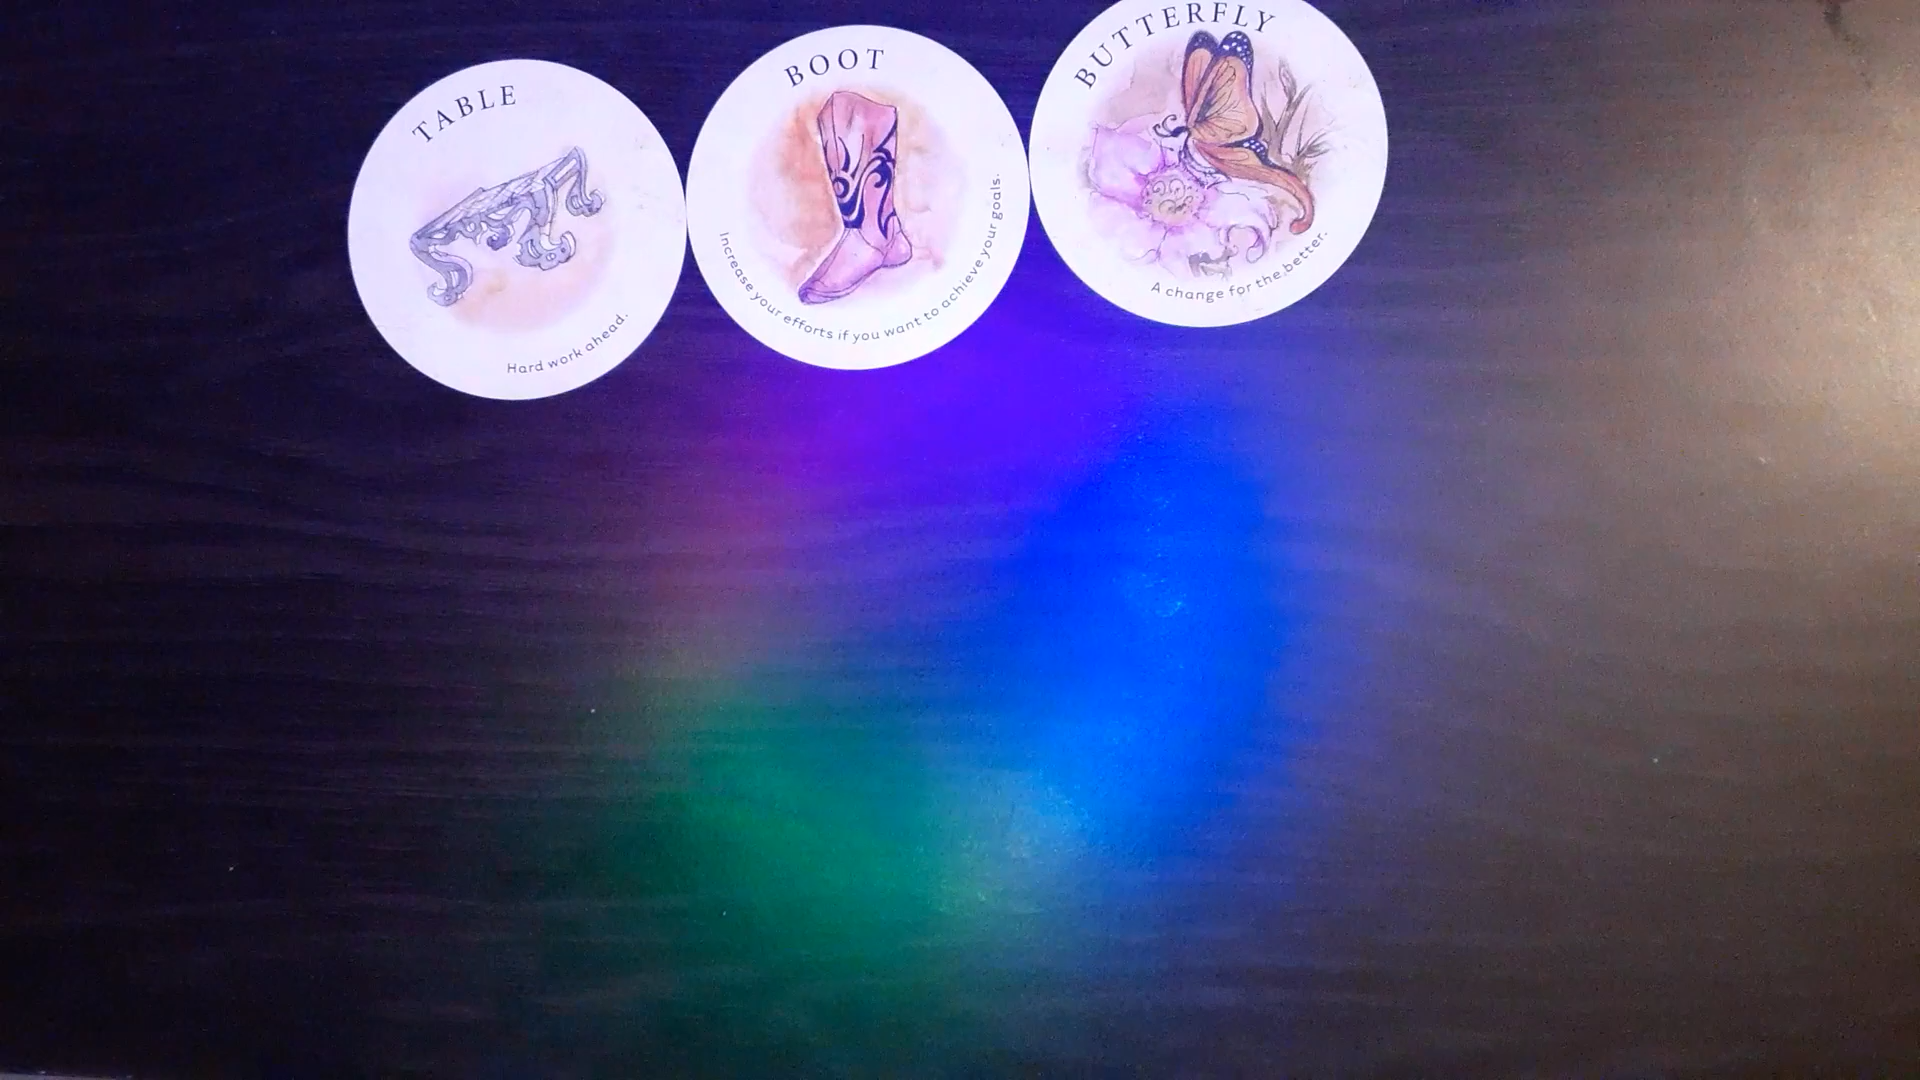 TABLE
Hard work ahead.
BOOT
Increase your efforts if you want to achieve your goals.
BUTTERFLY
A change for the better.